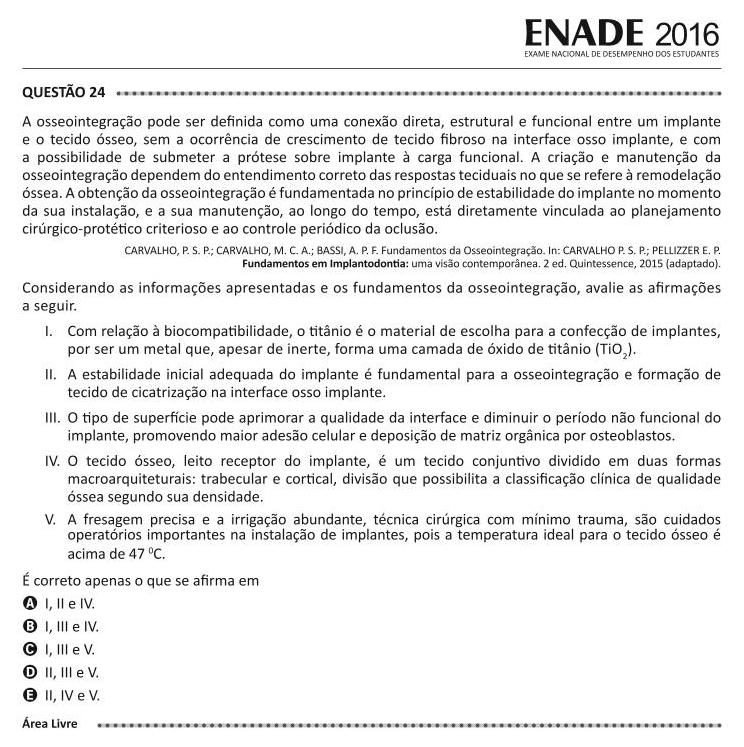 ENADE 2016
EXAME NACIONAL DE DESEMPENHO DOS ESTUDANTES
QUESTÃO 24
A osseointegração pode ser definida como uma conexão direta, estrutural e funcional entre um implante
e o tecido ósseo, sem a ocorrência de crescimento de tecido fibroso na interface osso implante, e com
a possibilidade de submeter a prótese sobre implante à carga funcional. A criação e manutenção da
osseointegração dependem do entendimento correto das respostas teciduais no que se refere à remodelação
óssea. A obtenção da osseointegração é fundamentada no princípio de estabilidade do implante no momento
da sua instalação, e a sua manutenção, ao longo do tempo, está diretamente vinculada ao planejamento
cirúrgico-protético criterioso e ao controle periódico da oclusão.
CARVALHO, P. S. P.; CARVALHO, M. C. A.; BASSI, A. P. F. Fundamentos da Osseointegração. In: CARVALHO P. S. P.; PELLIZZER E. P.
Fundamentos em Implantodontia: uma visão contemporânea. 2 ed. Quintessence, 2015 (adaptado).
Considerando as informações apresentadas e os fundamentos da osseointegração, avalie as afirmações
a seguir.
I. Com relação à biocompatibilidade, o titânio é o material de escolha para a confecção de implantes,
por ser um metal que, apesar de inerte, forma uma camada de óxido de titânio (TiO₂).
II. A estabilidade inicial adequada do implante é fundamental para a osseointegração e formação de
tecido de cicatrização na interface osso implante.
III. O tipo de superfície pode aprimorar a qualidade da interface e diminuir o período não funcional do
implante, promovendo maior adesão celular e deposição de matriz orgânica por osteoblastos.
IV. O tecido ósseo, leito receptor do implante, é um tecido conjuntivo dividido em duas formas
macroarquiteturais: trabecular e cortical, divisão que possibilita a classificação clínica de qualidade
óssea segundo sua densidade.
V. A fresagem precisa e a irrigação abundante, técnica cirúrgica com mínimo trauma, são cuidados
operatórios importantes na instalação de implantes, pois a temperatura ideal para o tecido ósseo é
acima de 47 ⁰C.
É correto apenas o que se afirma em
A I, II e IV.
B I, III e IV.
C I, III e V.
D II, III e V.
E II, IV e V.
Área Livre